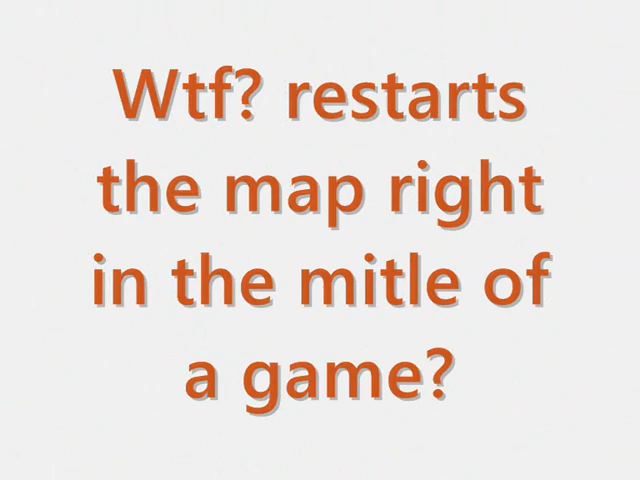 Wtf? restarts
the map right
in the mitle of
a game?